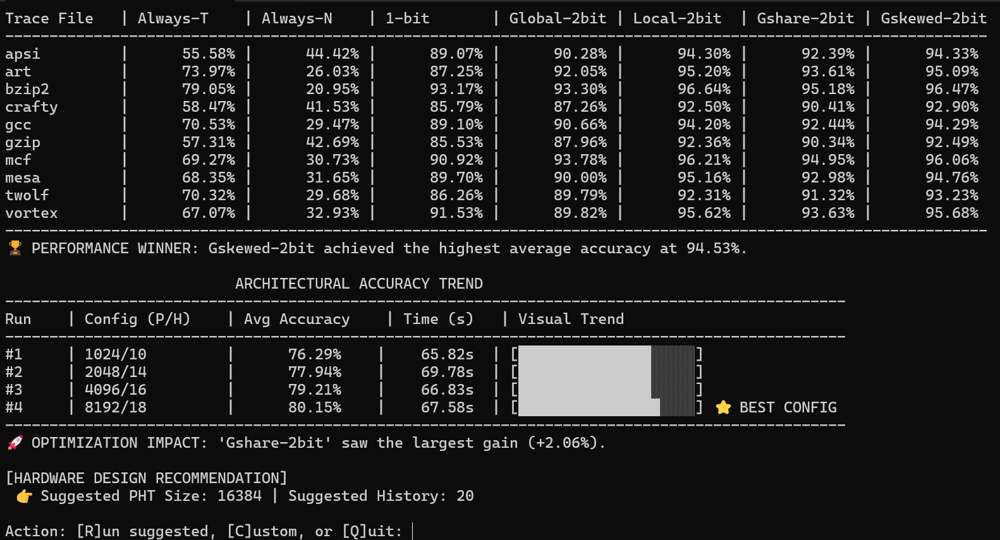 Trace File | Always-T | Always-N | 1-bit | Global-2bit | Local-2bit | Gshare-2bit | Gskewed-2bit
apsi | 55.58% | 44.42% | 89.07% | 90.28% | 94.30% | 92.39% | 94.33%
art | 73.97% | 26.03% | 87.25% | 92.05% | 95.20% | 93.61% | 95.09%
bzip2 | 79.05% | 20.95% | 93.17% | 93.30% | 96.64% | 95.18% | 96.47%
crafty | 58.47% | 41.53% | 85.79% | 87.26% | 92.50% | 90.41% | 92.90%
gcc | 70.53% | 29.47% | 89.10% | 90.66% | 94.20% | 92.44% | 94.29%
gzip | 57.31% | 42.69% | 85.53% | 87.96% | 92.36% | 90.34% | 92.49%
mcf | 69.27% | 30.73% | 90.92% | 93.78% | 96.21% | 94.95% | 96.06%
mesa | 68.35% | 31.65% | 89.70% | 90.00% | 95.16% | 92.98% | 94.76%
twolf | 70.32% | 29.68% | 86.26% | 89.79% | 92.31% | 91.32% | 93.23%
vortex | 67.07% | 32.93% | 91.53% | 89.82% | 95.62% | 93.63% | 95.68%
🏆 PERFORMANCE WINNER: Gskewed-2bit achieved the highest average accuracy at 94.53%.
ARCHITECTURAL ACCURACY TREND
Run | Config (P/H) | Avg Accuracy | Time (s) | Visual Trend
#1 | 1024/10 | 76.29% | 65.82s | [ ]
#2 | 2048/14 | 77.94% | 69.78s | [ ]
#3 | 4096/16 | 79.21% | 66.83s | [ ]
#4 | 8192/18 | 80.15% | 67.58s | [ ] ⭐ BEST CONFIG
🚀 OPTIMIZATION IMPACT: 'Gshare-2bit' saw the largest gain (+2.06%).
[HARDWARE DESIGN RECOMMENDATION]
👉 Suggested PHT Size: 16384 | Suggested History: 20
Action: [R]un suggested, [C]ustom, or [Q]uit: